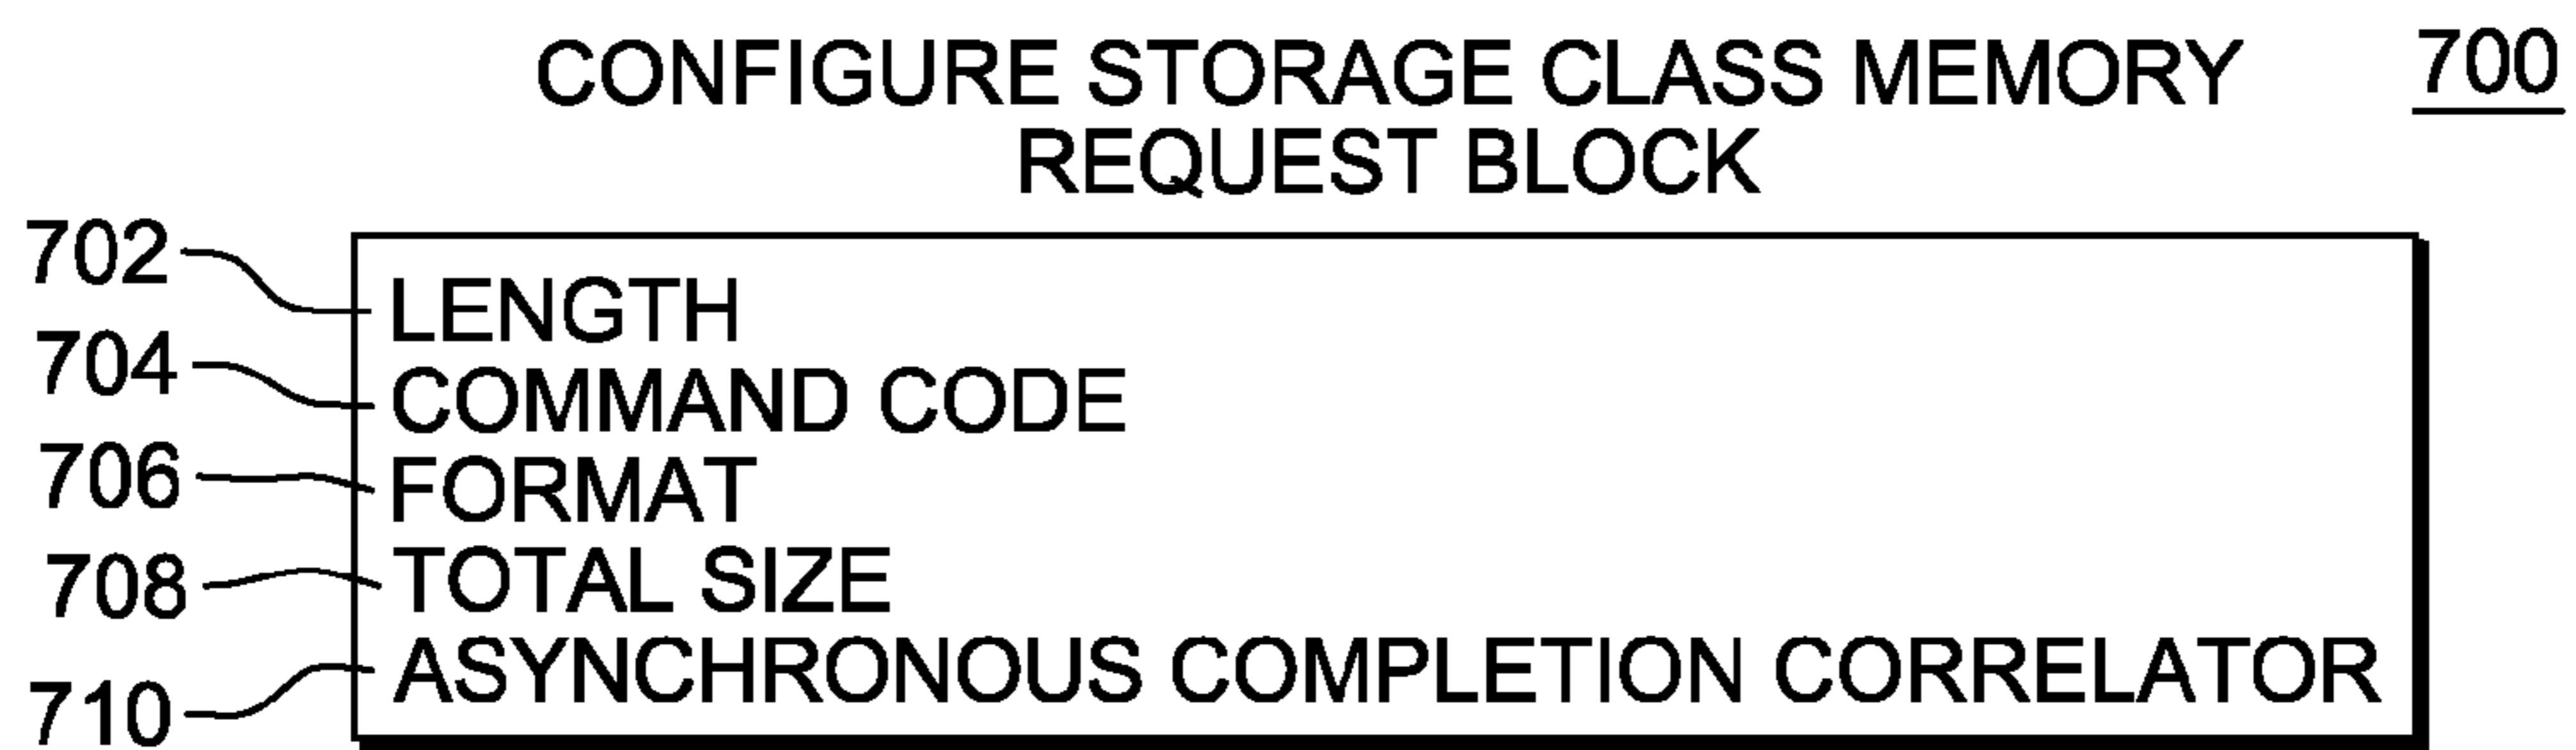 CONFIGURE STORAGE CLASS MEMORY 700
REQUEST BLOCK
702 LENGTH
704 COMMAND CODE
706 FORMAT
708 TOTAL SIZE
710 ASYNCHRONOUS COMPLETION CORRELATOR